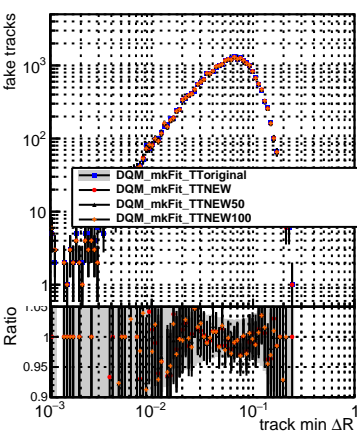 fake tracks
10³
10²
10
1
DQM_mkFit_TToriginal
DQM_mkFit_TTNEW
DQM_mkFit_TTNEW50
DQM_mkFit_TTNEW100
Ratio
1.05
1
0.95
0.9
10⁻³ 10⁻² 10⁻¹ 1
track min ΔR